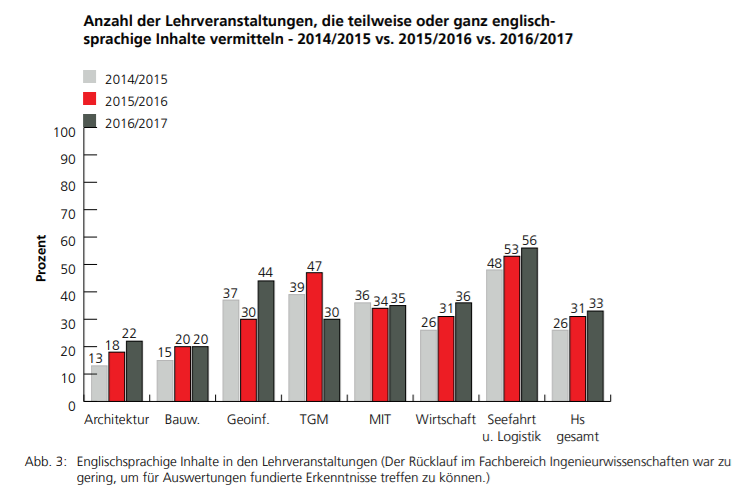 Anzahl der Lehrveranstaltungen, die teilweise oder ganz englisch-
sprachige Inhalte vermitteln - 2014/2015 vs. 2015/2016 vs. 2016/2017
2014/2015
2015/2016
2016/2017
Prozent
100
90
80
70
60
50
40
30
20
10
0
13 18 22
15 20 20
37 30 44
39 47 30
36 34 35
26 31 36
48 53 56
26 31 33
Architektur Bauw. Geoinf. TGM MIT Wirtschaft Seefahrt Hs
u. Logistik gesamt
Abb. 3: Englischsprachige Inhalte in den Lehrveranstaltungen (Der Rücklauf im Fachbereich Ingenieurwissenschaften war zu
gering, um für Auswertungen fundierte Erkenntnisse treffen zu können.)